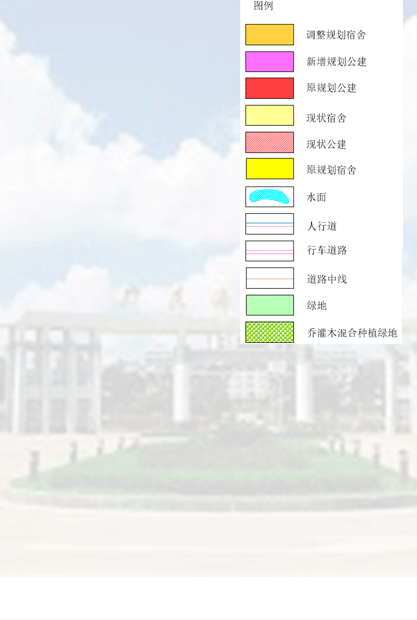 图例
调整规划宿舍
新增规划公建
原规划公建
现状宿舍
现状公建
原规划宿舍
水面
人行道
行车道路
道路中线
绿地
乔灌木混合种植绿地